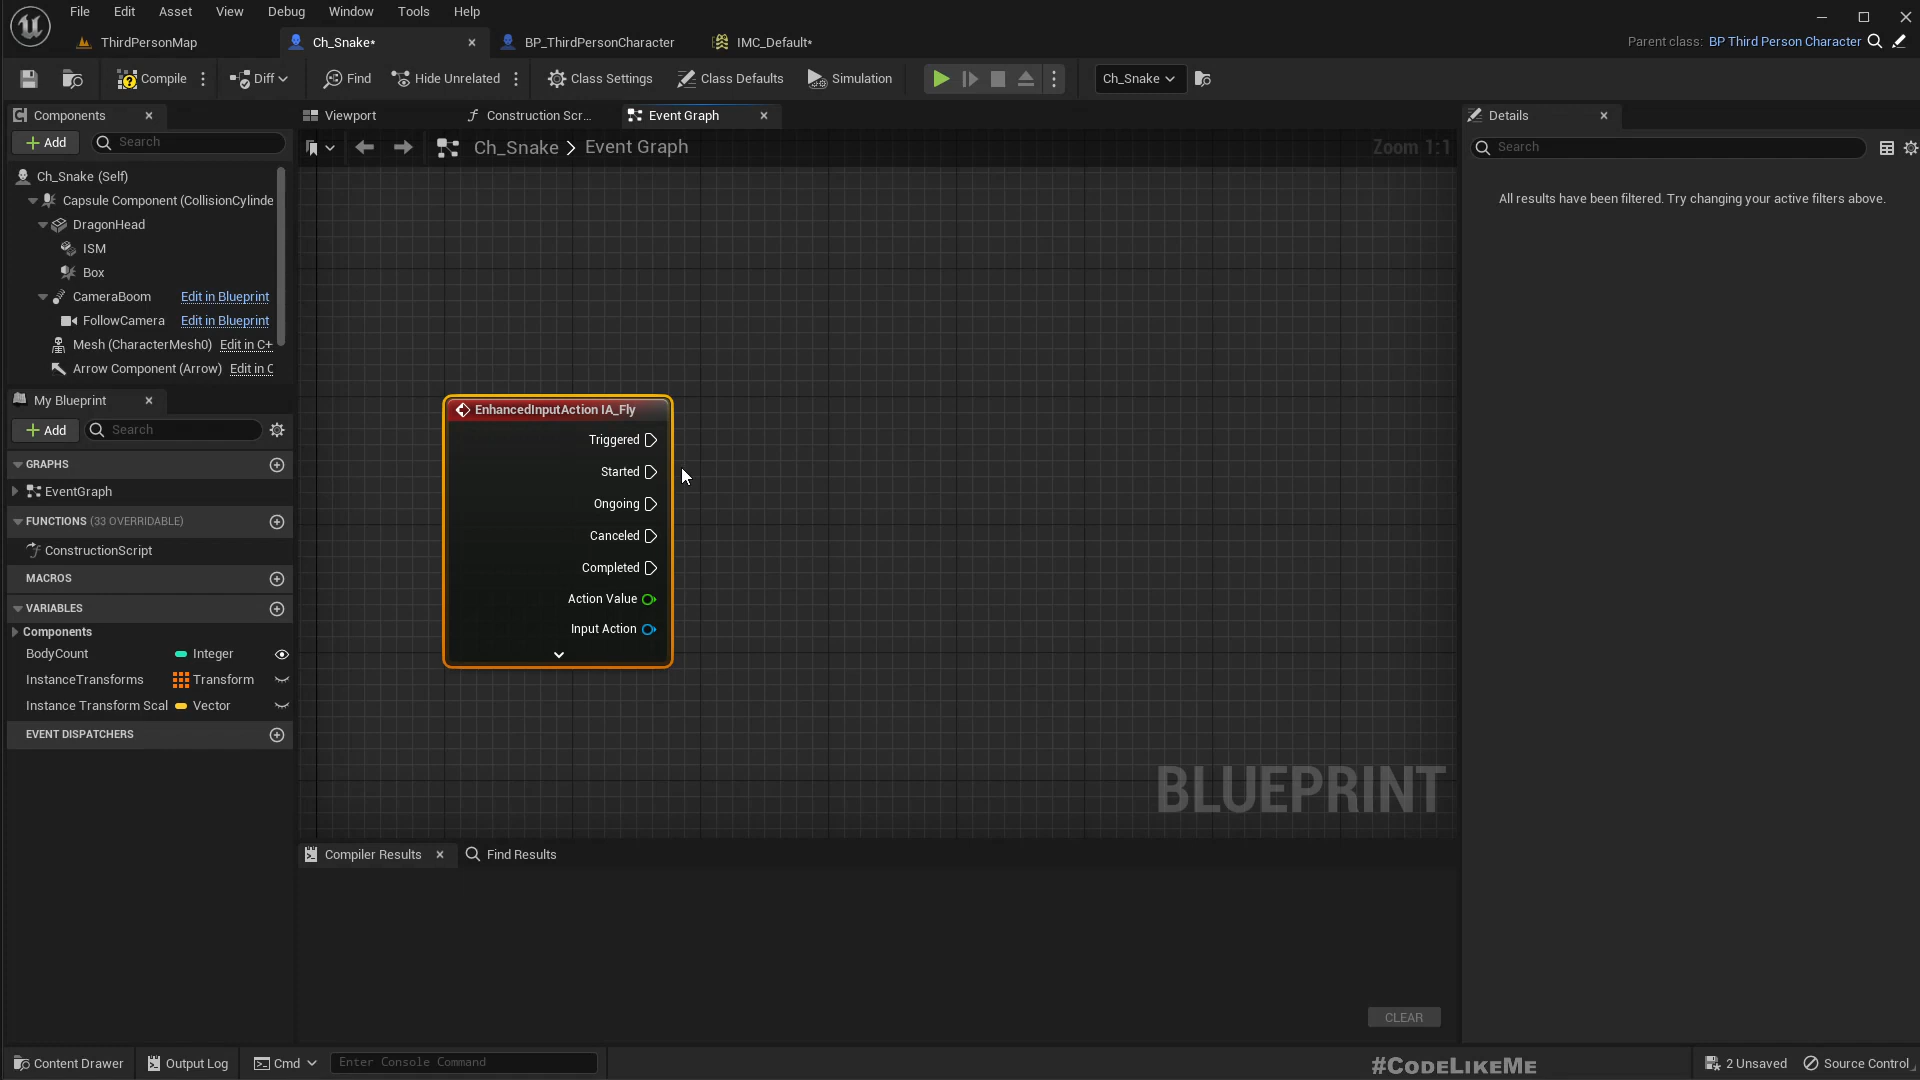 File Edit Asset View Debug Window Tools Help
ThirdPersonMap Ch_Snake* BP_ThirdPersonCharacter IMC_Default* Parent class: BP Third Person Character
Compile Diff Find Hide Unrelated Class Settings Class Defaults Simulation Ch_Snake
Components Viewport Construction Scr... Event Graph Details
Add Search Ch_Snake > Event Graph Zoom 1:1 Search
Ch_Snake (Self)
All results have been filtered. Try changing your active filters above.
Capsule Component (CollisionCylinde
DragonHead
ISM
Box
CameraBoom Edit in Blueprint
FollowCamera Edit in Blueprint
Mesh (CharacterMesh0) Edit in C+
Arrow Component (Arrow) Edit in C
My Blueprint
Add Search
GRAPHS
EventGraph
FUNCTIONS (33 OVERRIDABLE)
ConstructionScript
MACROS
VARIABLES
Components
BodyCount Integer
InstanceTransforms Transform
Instance Transform Scal Vector
EVENT DISPATCHERS
EnhancedInputAction IA_Fly
Triggered
Started
Ongoing
Canceled
Completed
Action Value
Input Action
BLUEPRINT
Compiler Results Find Results
CLEAR
Content Drawer Output Log Cmd Enter Console Command #CodeLikeMe 2 Unsaved Source Control